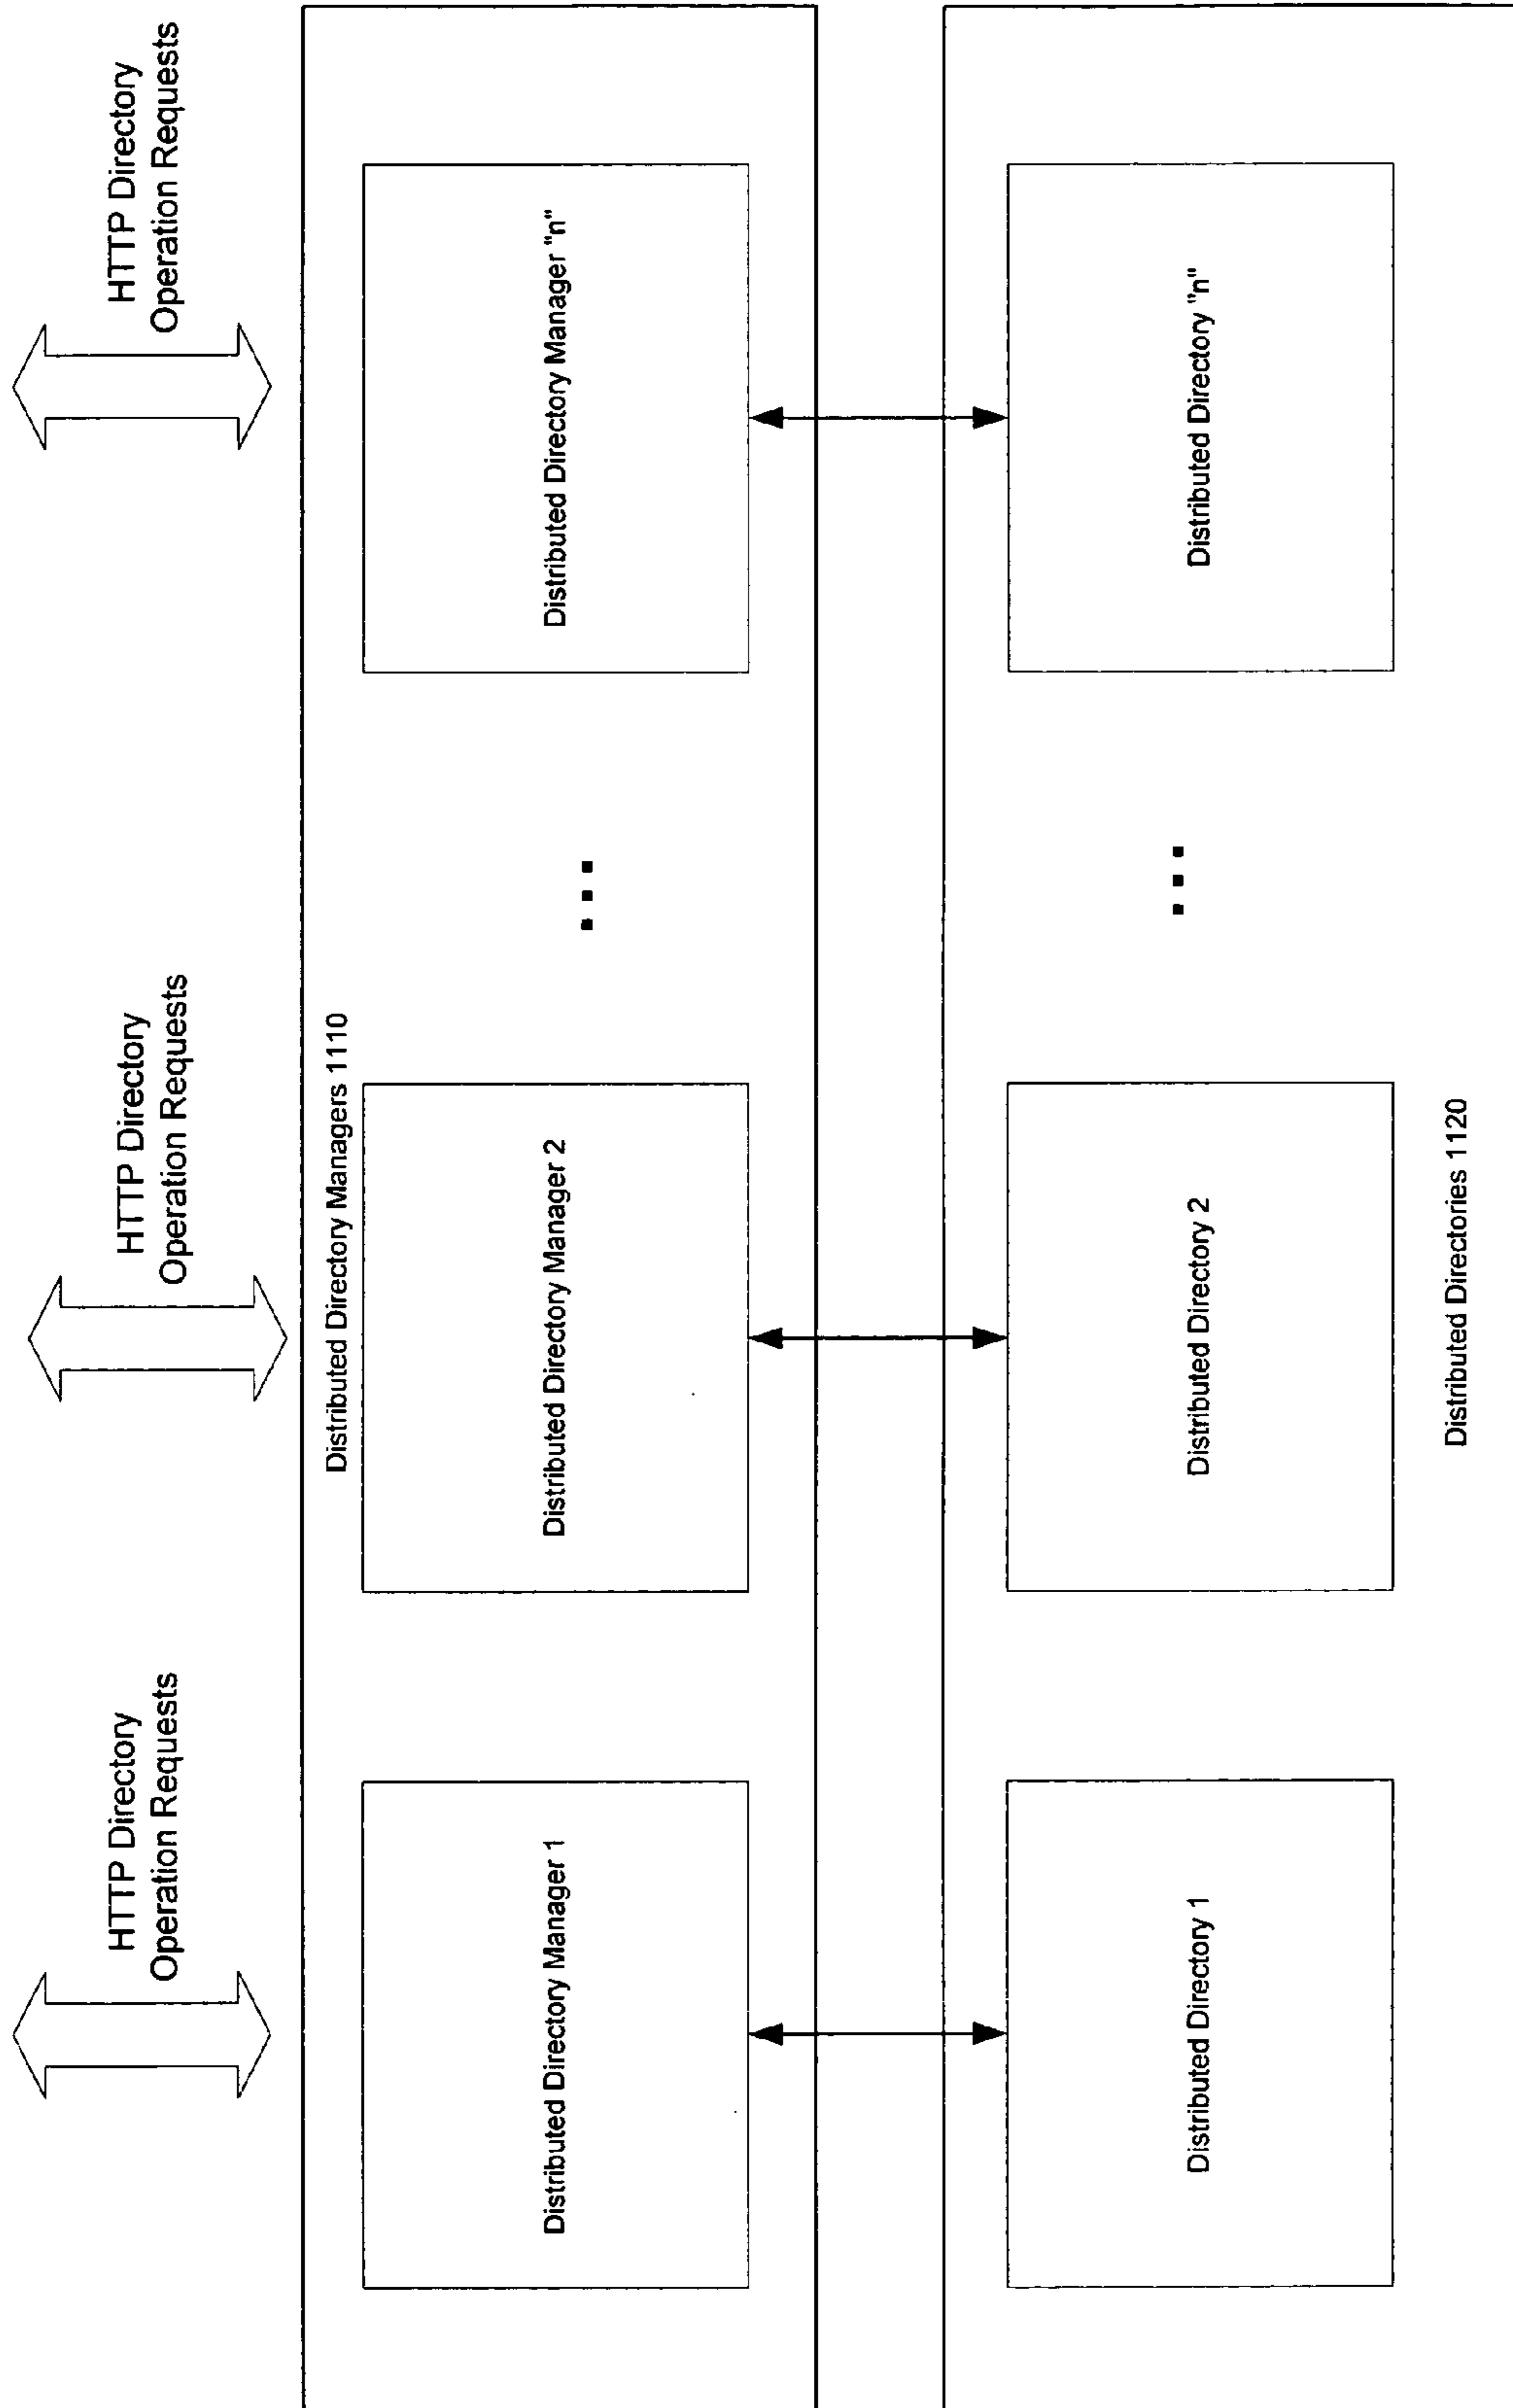 HTTP Directory
Operation Requests
HTTP Directory
Operation Requests
HTTP Directory
Operation Requests
Distributed Directory Managers 1110
Distributed Directory Manager 1
Distributed Directory Manager 2
...
Distributed Directory Manager "n"
Distributed Directory 1
Distributed Directory 2
...
Distributed Directory "n"
Distributed Directories 1120